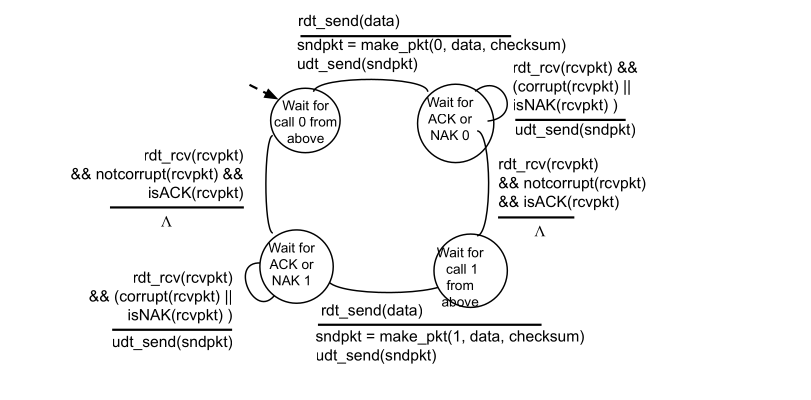 rdt_send(data)
sndpkt = make_pkt(0, data, checksum)
udt_send(sndpkt)
rdt_rcv(rcvpkt) &&
(corrupt(rcvpkt) ||
isNAK(rcvpkt) )
udt_send(sndpkt)
Wait for
call 0 from
above
Wait for
ACK or
NAK 0
rdt_rcv(rcvpkt)
&& notcorrupt(rcvpkt) &&
isACK(rcvpkt)
Λ
rdt_rcv(rcvpkt)
&& notcorrupt(rcvpkt)
&& isACK(rcvpkt)
Λ
Wait for
ACK or
NAK 1
Wait for
call 1
from
above
rdt_rcv(rcvpkt)
&& (corrupt(rcvpkt) ||
isNAK(rcvpkt) )
udt_send(sndpkt)
rdt_send(data)
sndpkt = make_pkt(1, data, checksum)
udt_send(sndpkt)